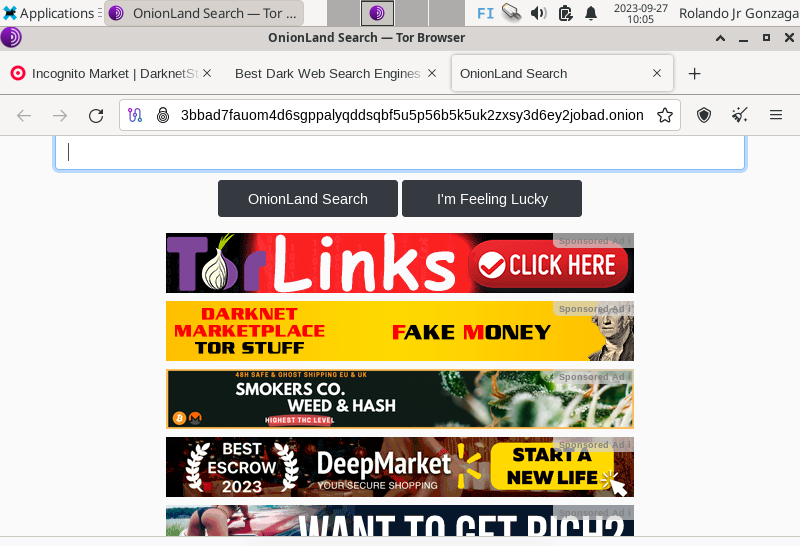 Applications
OnionLand Search — Tor ...
FI
2023-09-27
10:05
Rolando Jr Gonzaga
OnionLand Search — Tor Browser
Incognito Market | DarknetSt
Best Dark Web Search Engines
OnionLand Search
3bbad7fauom4d6sgppalyqddsqbf5u5p56b5k5uk2zxsy3d6ey2jobad.onion
OnionLand Search
I'm Feeling Lucky
Sponsored Ad i
TorLinks
CLICK HERE
Sponsored Ad i
DARKNET
MARKETPLACE
TOR STUFF
FAKE MONEY
Sponsored Ad i
48H SAFE & GHOST SHIPPING EU & UK
SMOKERS CO.
WEED & HASH
HIGHEST THC LEVEL
Sponsored Ad i
BEST
ESCROW
2023
DeepMarket
YOUR SECURE SHOPPING
START A
NEW LIFE
Sponsored Ad i
WANT TO GET RICH?